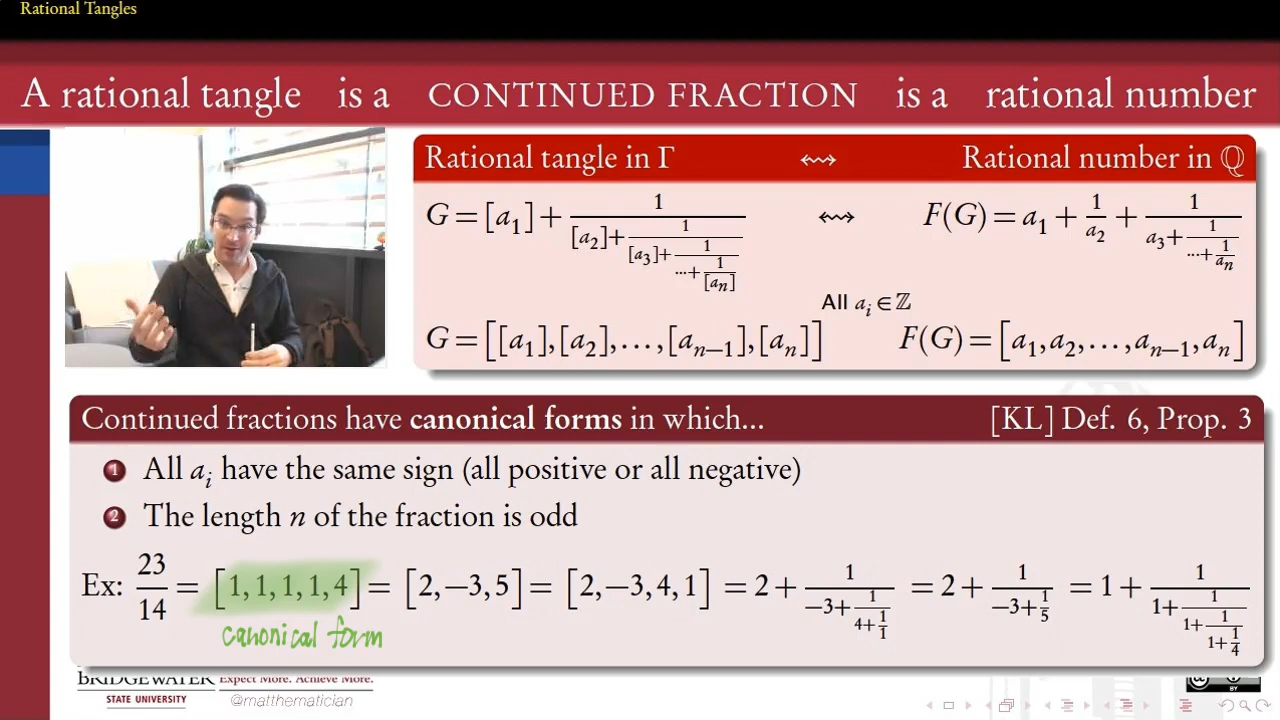 Rational Tangles
A rational tangle is a CONTINUED FRACTION is a rational number
Rational tangle in Γ ↭ Rational number in ℚ
G = [a₁] + 1/([a₂] + 1/([a₃] + 1/(⋯ + 1/[aₙ]))) ↭ F(G) = a₁ + 1/a₂ + 1/(a₃ + 1/(⋯ + 1/aₙ))
All aᵢ ∈ ℤ
G = [[a₁], [a₂], …, [aₙ₋₁], [aₙ]] F(G) = [a₁, a₂, …, aₙ₋₁, aₙ]
Continued fractions have canonical forms in which... [KL] Def. 6, Prop. 3
1 All aᵢ have the same sign (all positive or all negative)
2 The length n of the fraction is odd
Ex: 23/14 = [1, 1, 1, 1, 4] = [2, −3, 5] = [2, −3, 4, 1] = 2 + 1/(−3 + 1/(4 + 1/1)) = 2 + 1/(−3 + 1/5) = 1 + 1/(1 + 1/(1 + 1/(1 + 1/4)))
canonical form
BRIDGEWATER Expect More. Achieve More.
STATE UNIVERSITY @matthematician
BY